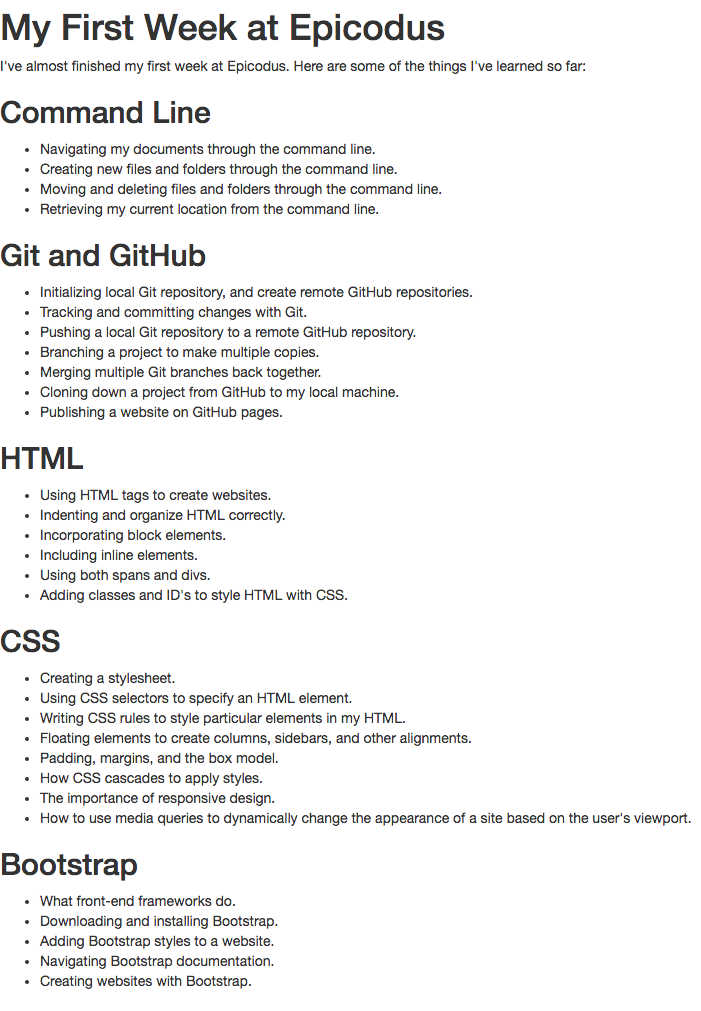 My First Week at Epicodus
I've almost finished my first week at Epicodus. Here are some of the things I've learned so far:
Command Line
• Navigating my documents through the command line.
• Creating new files and folders through the command line.
• Moving and deleting files and folders through the command line.
• Retrieving my current location from the command line.
Git and GitHub
• Initializing local Git repository, and create remote GitHub repositories.
• Tracking and committing changes with Git.
• Pushing a local Git repository to a remote GitHub repository.
• Branching a project to make multiple copies.
• Merging multiple Git branches back together.
• Cloning down a project from GitHub to my local machine.
• Publishing a website on GitHub pages.
HTML
• Using HTML tags to create websites.
• Indenting and organize HTML correctly.
• Incorporating block elements.
• Including inline elements.
• Using both spans and divs.
• Adding classes and ID's to style HTML with CSS.
CSS
• Creating a stylesheet.
• Using CSS selectors to specify an HTML element.
• Writing CSS rules to style particular elements in my HTML.
• Floating elements to create columns, sidebars, and other alignments.
• Padding, margins, and the box model.
• How CSS cascades to apply styles.
• The importance of responsive design.
• How to use media queries to dynamically change the appearance of a site based on the user's viewport.
Bootstrap
• What front-end frameworks do.
• Downloading and installing Bootstrap.
• Adding Bootstrap styles to a website.
• Navigating Bootstrap documentation.
• Creating websites with Bootstrap.